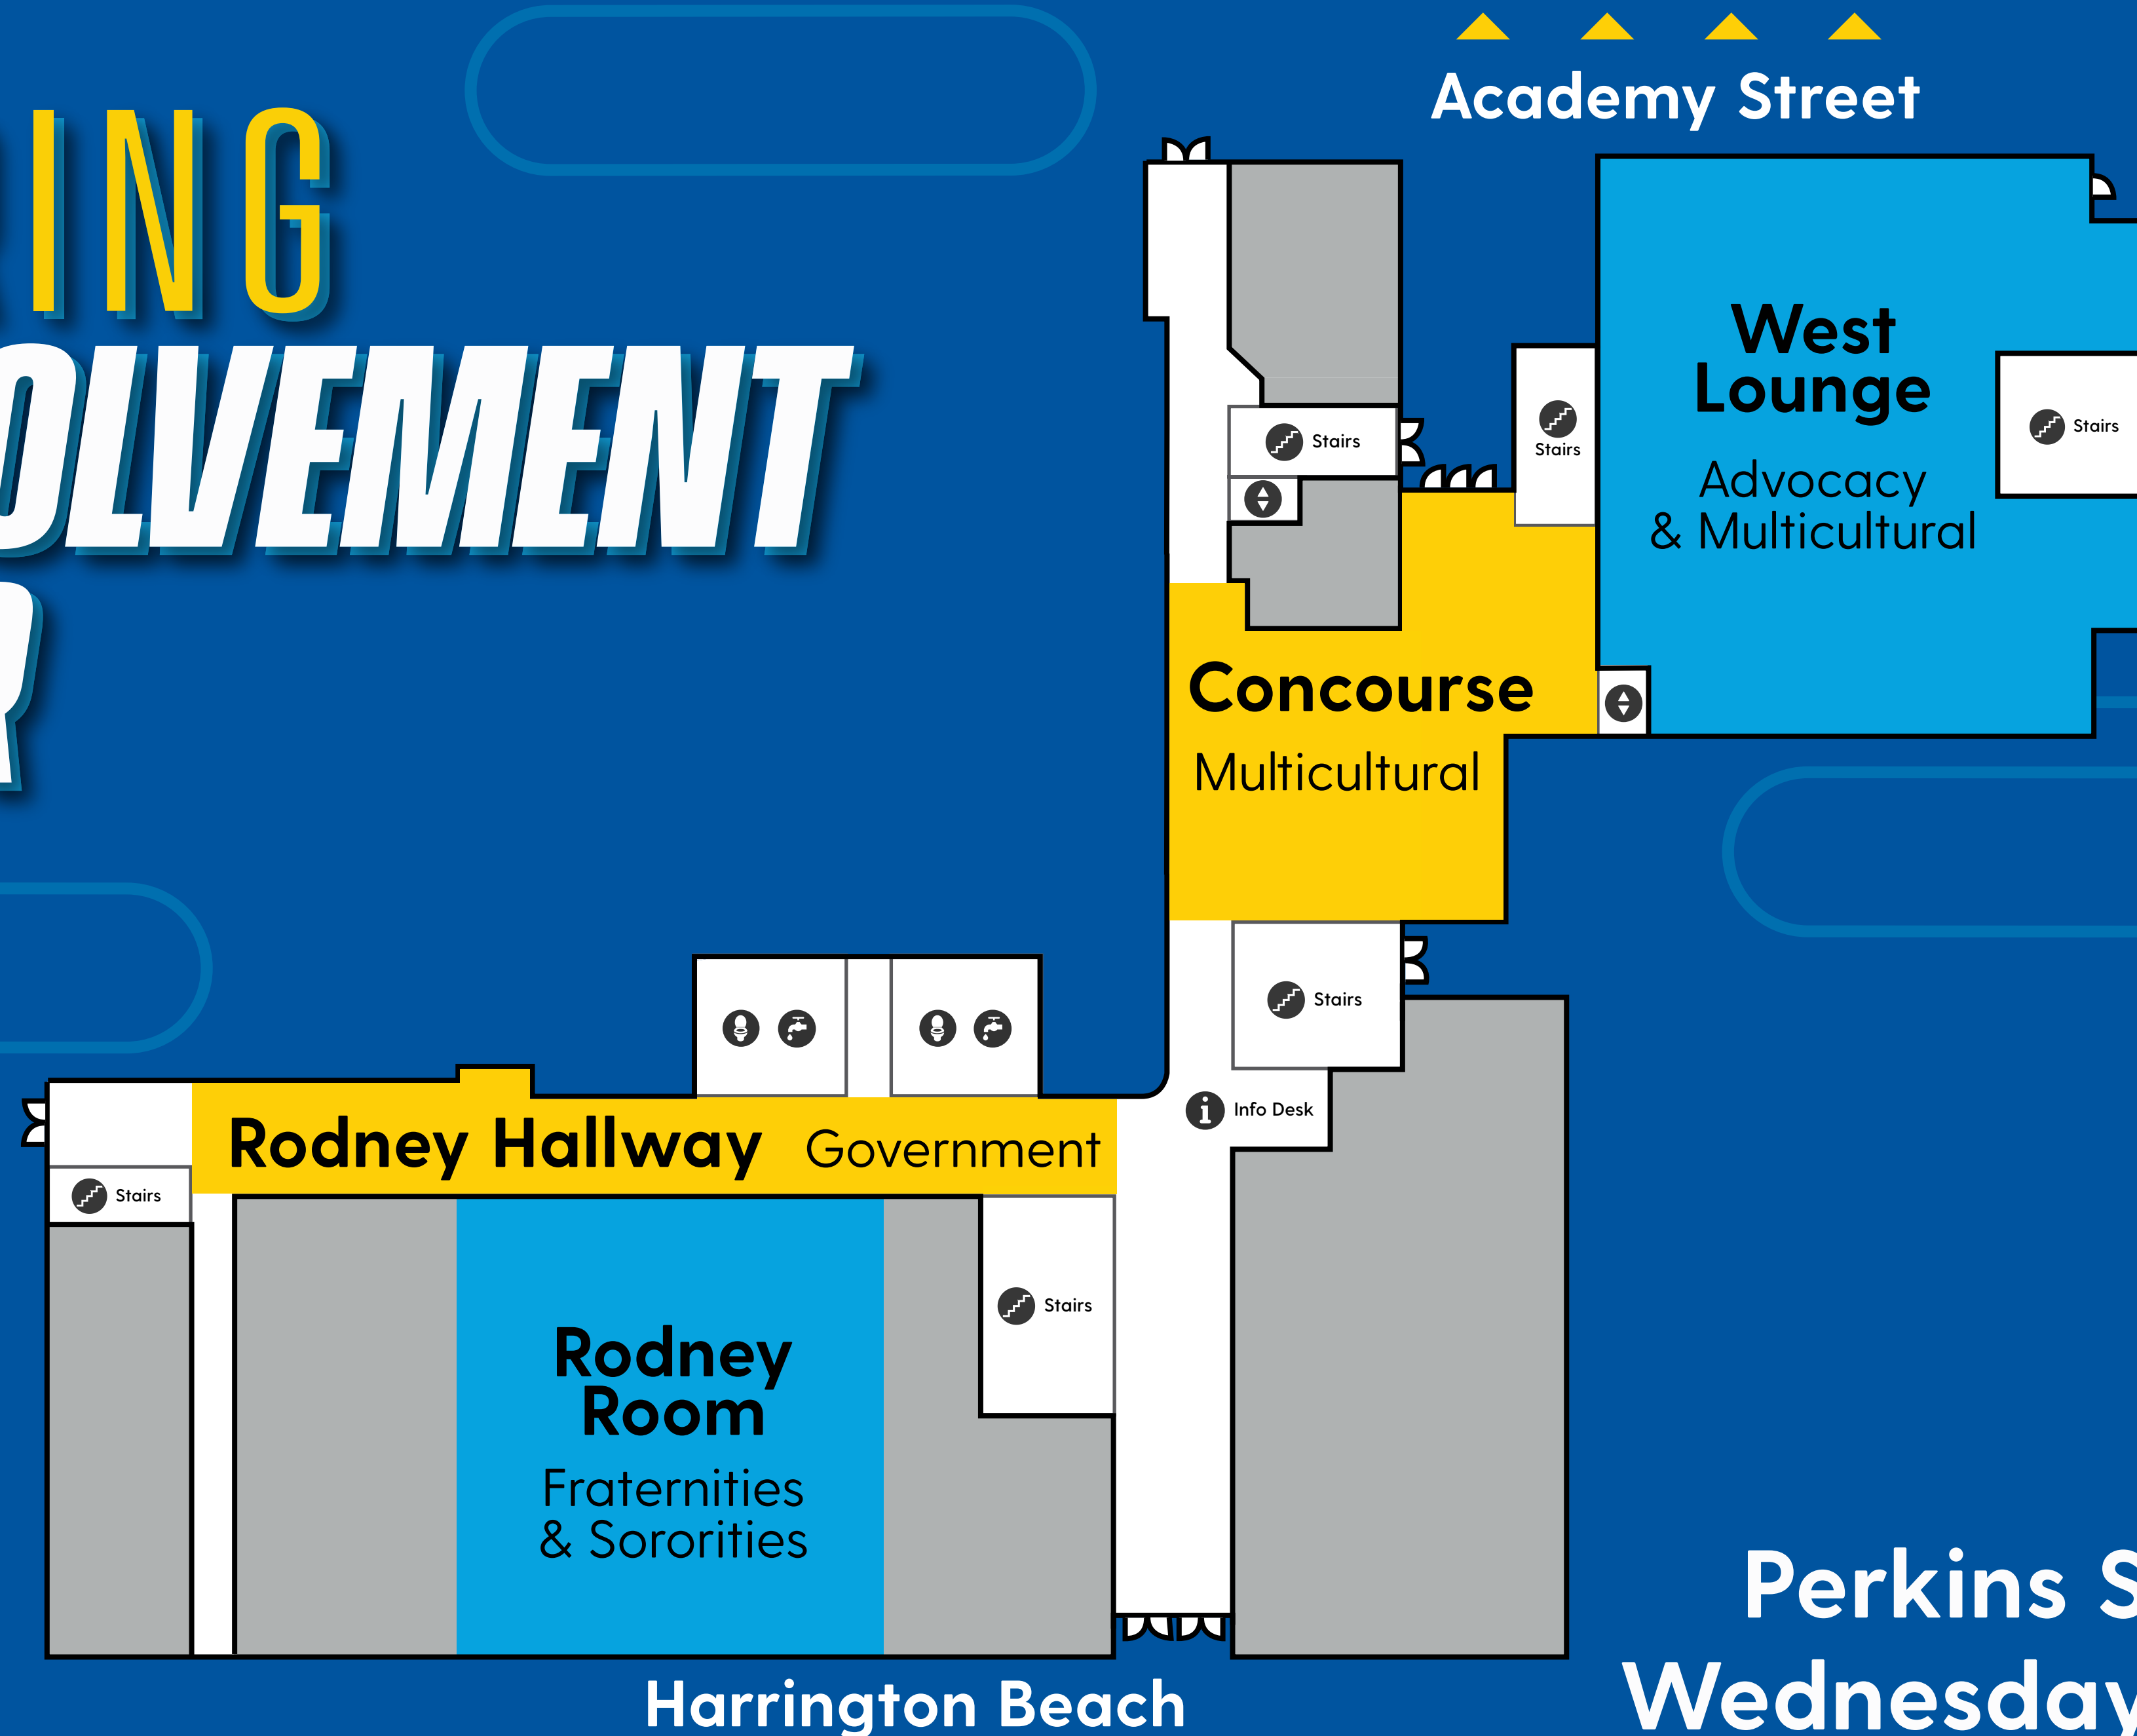 ING
OLVEMENT
R
Academy Street
West
Lounge
Advocacy
& Multicultural
Stairs
Stairs
Stairs
Concourse
Multicultural
Stairs
Info Desk
Rodney Hallway Government
Stairs
Stairs
Rodney
Room
Fraternities
& Sororities
Harrington Beach
Perkins S
Wednesday